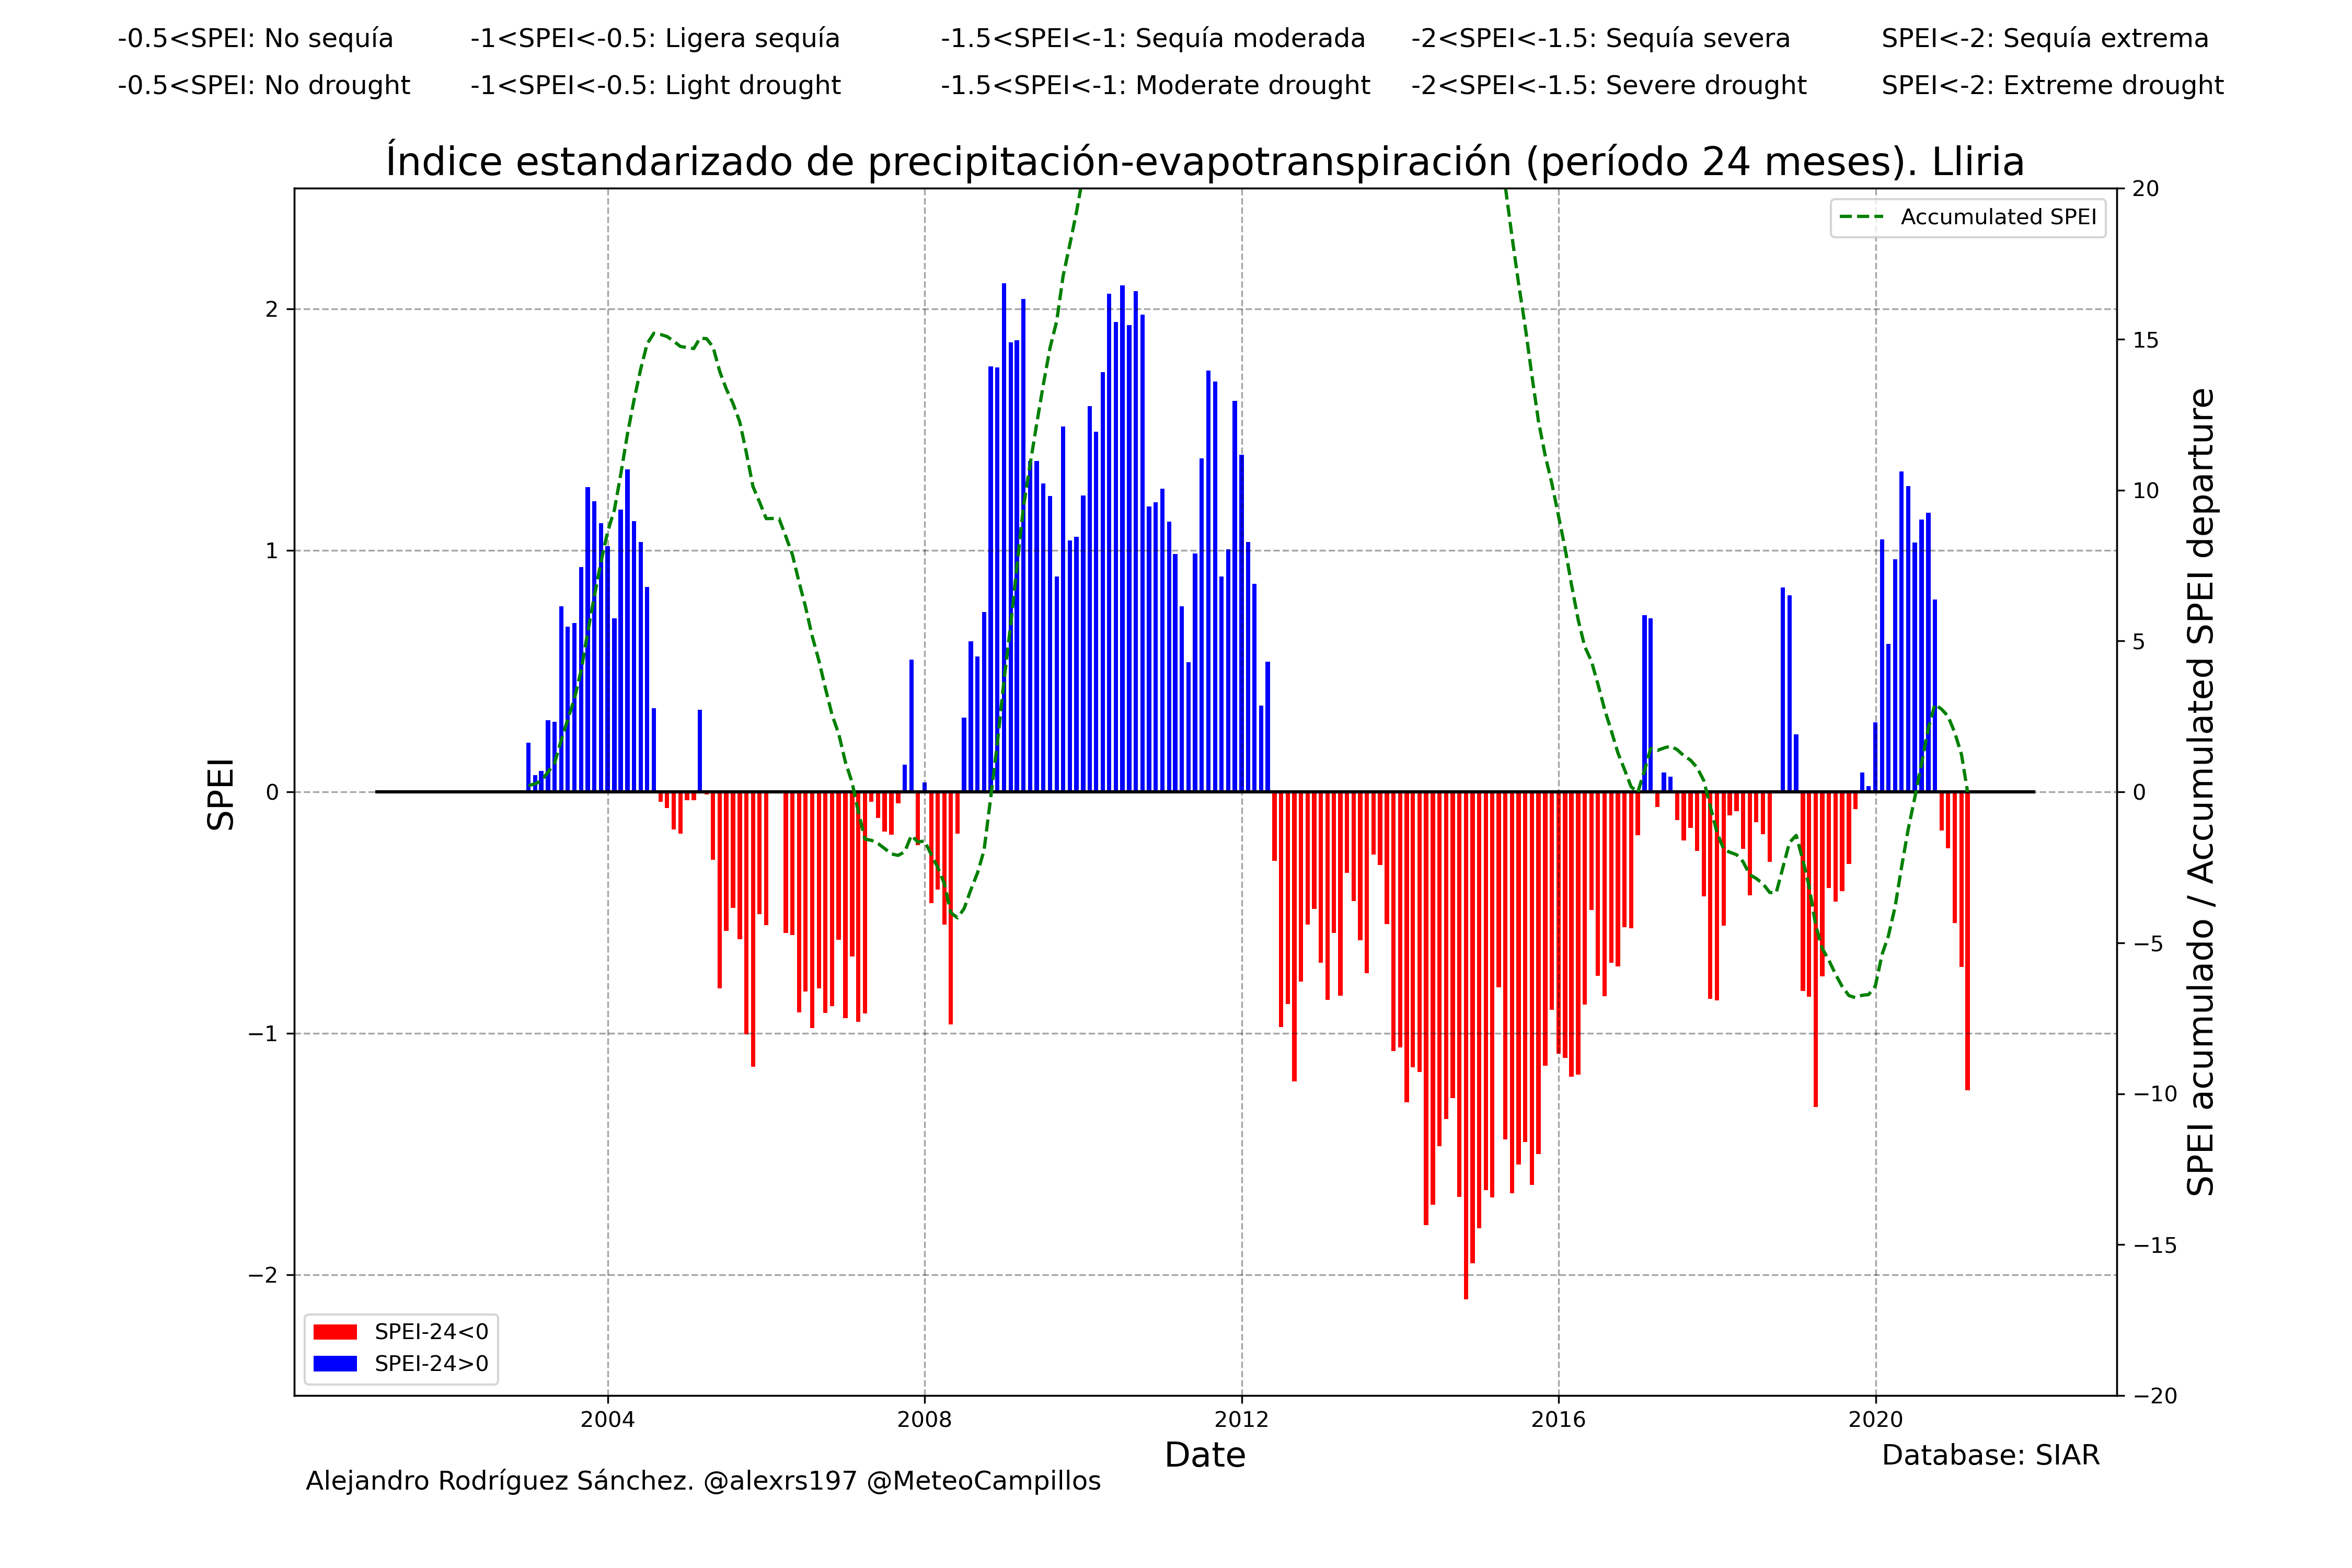 -0.5<SPEI: No sequía -1<SPEI<-0.5: Ligera sequía -1.5<SPEI<-1: Sequía moderada -2<SPEI<-1.5: Sequía severa SPEI<-2: Sequía extrema
-0.5<SPEI: No drought -1<SPEI<-0.5: Light drought -1.5<SPEI<-1: Moderate drought -2<SPEI<-1.5: Severe drought SPEI<-2: Extreme drought
Índice estandarizado de precipitación-evapotranspiración (período 24 meses). Lliria
Accumulated SPEI
SPEI
2
1
0
−1
−2
20
15
10
5
0
−5
−10
−15
−20
SPEI acumulado / Accumulated SPEI departure
SPEI-24<0
SPEI-24>0
2004 2008 2012 2016 2020
Date
Database: SIAR
Alejandro Rodríguez Sánchez. @alexrs197 @MeteoCampillos